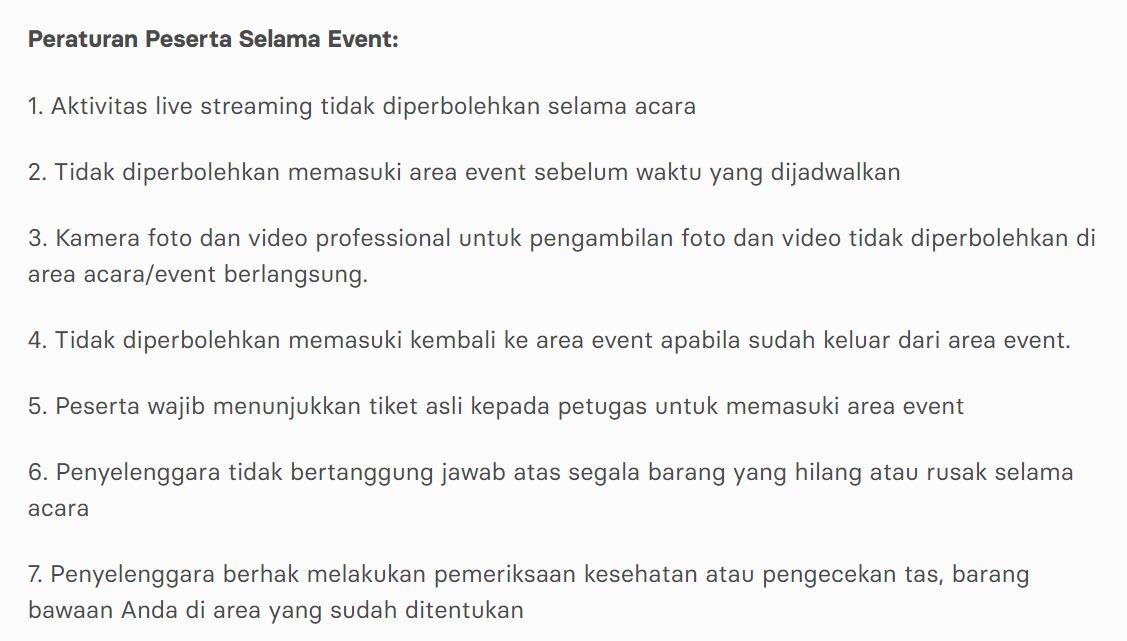 Peraturan Peserta Selama Event:
1. Aktivitas live streaming tidak diperbolehkan selama acara
2. Tidak diperbolehkan memasuki area event sebelum waktu yang dijadwalkan
3. Kamera foto dan video professional untuk pengambilan foto dan video tidak diperbolehkan di
area acara/event berlangsung.
4. Tidak diperbolehkan memasuki kembali ke area event apabila sudah keluar dari area event.
5. Peserta wajib menunjukkan tiket asli kepada petugas untuk memasuki area event
6. Penyelenggara tidak bertanggung jawab atas segala barang yang hilang atau rusak selama
acara
7. Penyelenggara berhak melakukan pemeriksaan kesehatan atau pengecekan tas, barang
bawaan Anda di area yang sudah ditentukan